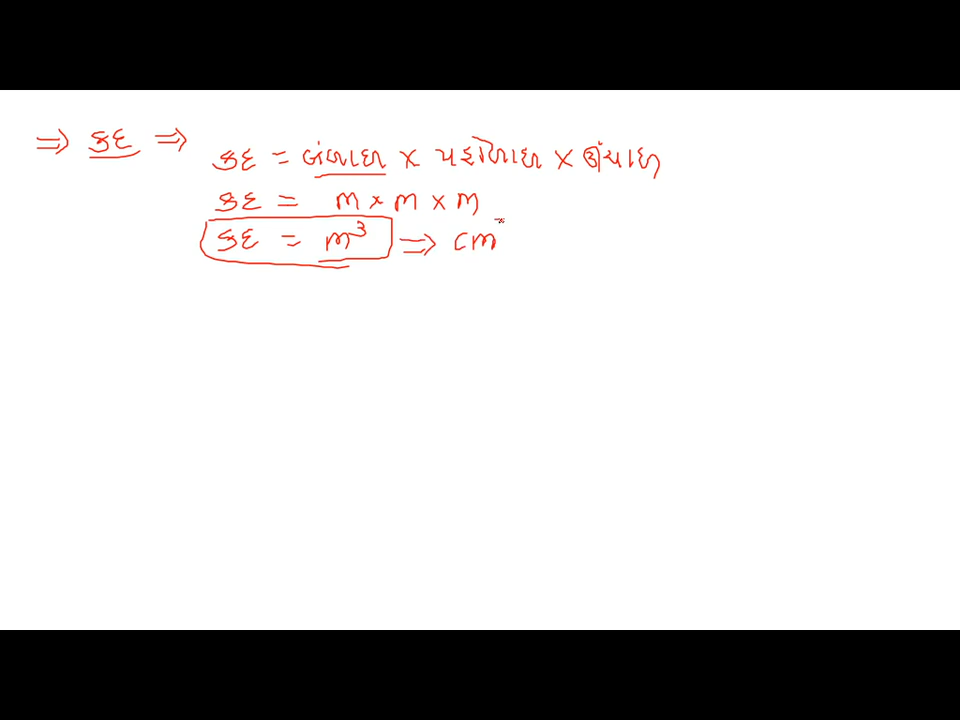 ⇒ કદ ⇒
કદ = લંબાઇ × પહોળાઇ × ઊંચાઇ
કદ = m × m × m
કદ = m³ ⇒ cm